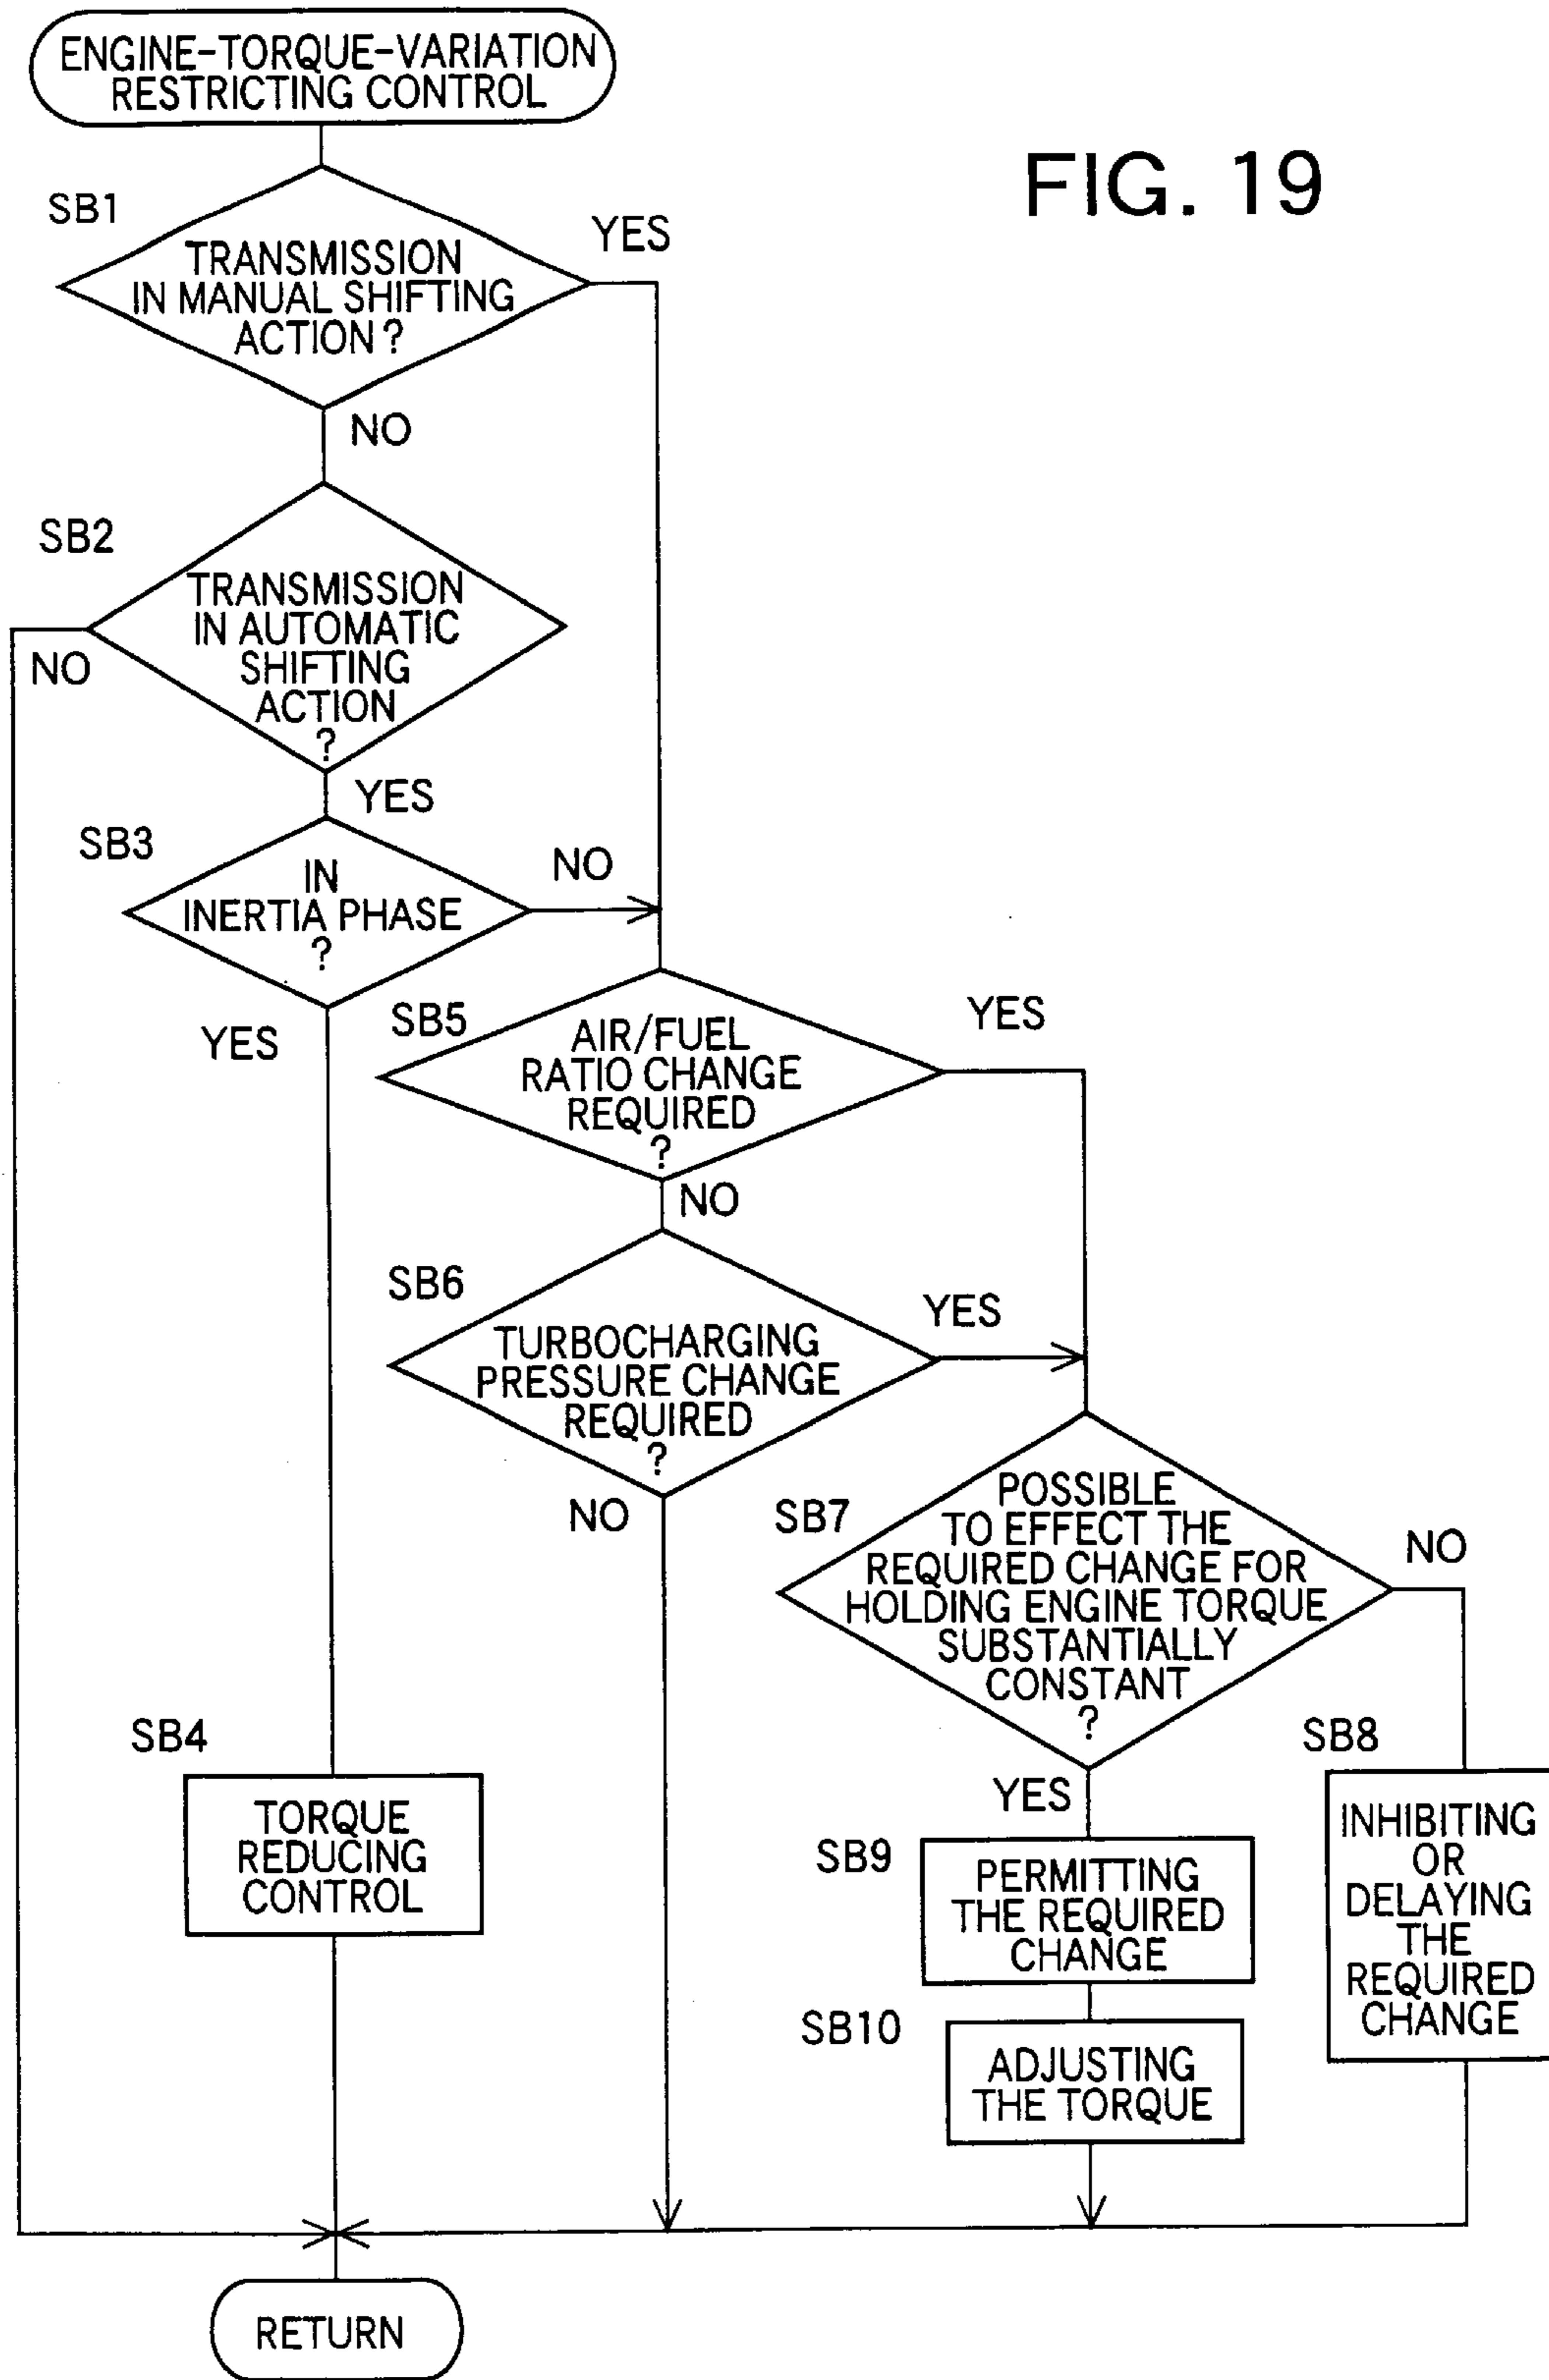 ENGINE-TORQUE-VARIATION
RESTRICTING CONTROL
FIG. 19
SB1
YES
TRANSMISSION
IN MANUAL SHIFTING
ACTION ?
NO
SB2
TRANSMISSION
IN AUTOMATIC
SHIFTING
ACTION
?
NO
YES
SB3
IN
INERTIA PHASE
?
NO
YES
SB5
AIR/FUEL
RATIO CHANGE
REQUIRED
?
YES
NO
SB6
TURBOCHARGING
PRESSURE CHANGE
REQUIRED
?
YES
NO
SB7
POSSIBLE
TO EFFECT THE
REQUIRED CHANGE FOR
HOLDING ENGINE TORQUE
SUBSTANTIALLY
CONSTANT
?
NO
YES
SB4
TORQUE
REDUCING
CONTROL
SB8
INHIBITING
OR
DELAYING
THE
REQUIRED
CHANGE
SB9
PERMITTING
THE REQUIRED
CHANGE
SB10
ADJUSTING
THE TORQUE
RETURN